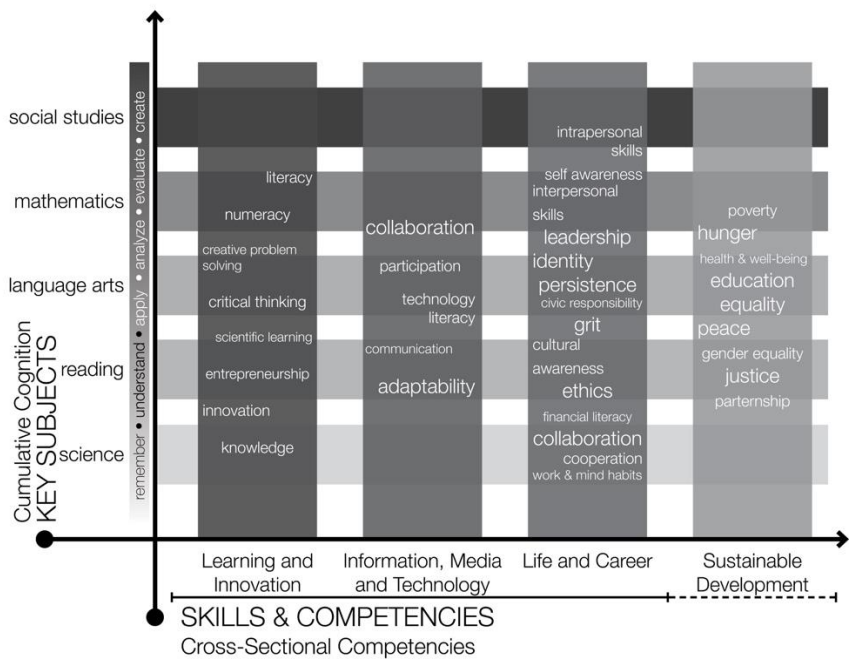 social studies
mathematics
language arts
reading
science
Cumulative Cognition
KEY SUBJECTS
remember • understand • apply • analyze • evaluate • create
literacy
numeracy
creative problem
solving
critical thinking
scientific learning
entrepreneurship
innovation
knowledge
collaboration
participation
technology
literacy
communication
adaptability
intrapersonal
skills
self awareness
interpersonal
skills
leadership
identity
persistence
civic responsibility
grit
cultural
awareness
ethics
financial literacy
collaboration
cooperation
work & mind habits
poverty
hunger
health & well-being
education
equality
peace
gender equality
justice
parternship
Learning and
Innovation
Information, Media
and Technology
Life and Career
Sustainable
Development
SKILLS & COMPETENCIES
Cross-Sectional Competencies